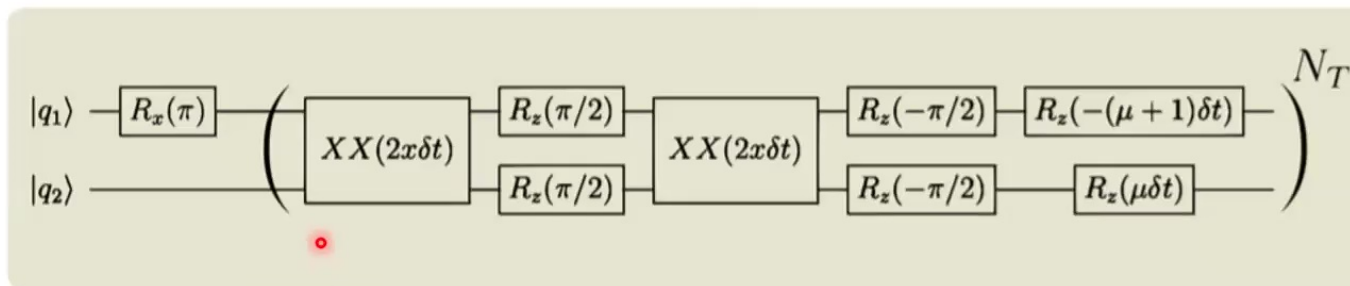 N_T
|q₁⟩ R_x(π) ( XX(2xδt) R_z(π/2) XX(2xδt) R_z(−π/2) R_z(−(μ + 1)δt) )
|q₂⟩ R_z(π/2) R_z(−π/2) R_z(μδt)